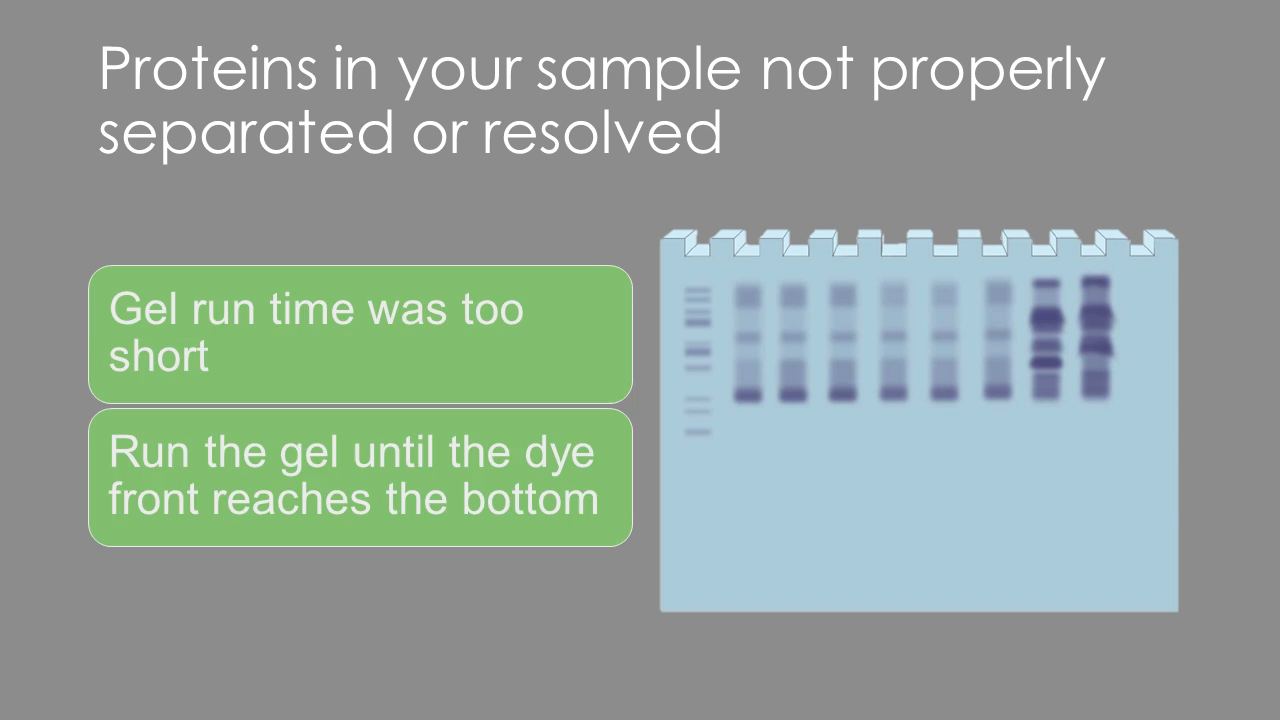 Proteins in your sample not properly
separated or resolved
Gel run time was too
short
Run the gel until the dye
front reaches the bottom